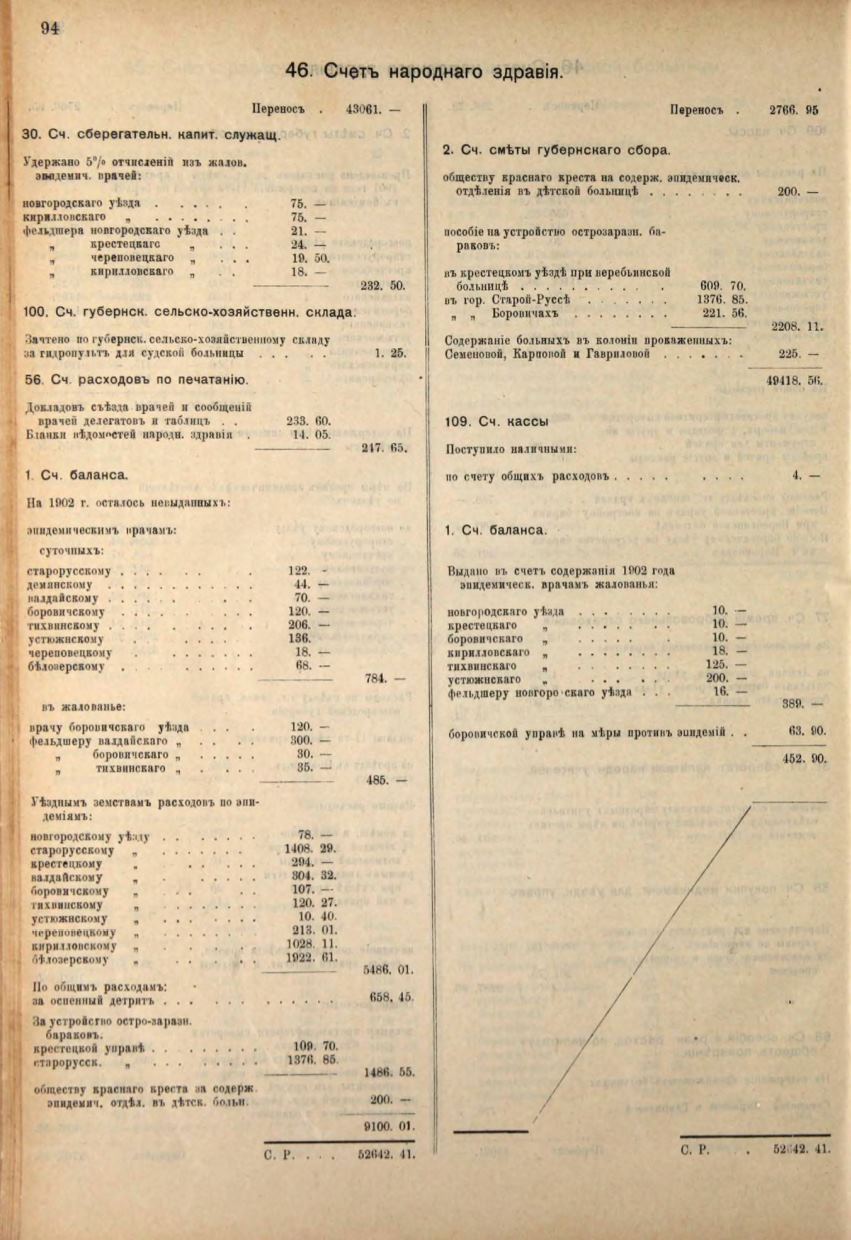 94
46. Счетъ народнаго здравія.
Переносъ . 43061. —
30. Сч. сберегательн. капит. служащ.
Удержано 5% отчисленій изъ жалов.
эпидемич. врачей:
новгородскаго уѣзда . . . . . . 75. —
кирилловскаго „ . . . . . . . . 75. —
фельдшера новгородскаго уѣзда . . 21. —
„ крестецкаго „ . . . 24. —
„ череповецкаго „ . . . 19. 50.
„ кирилловскаго „ . . 18. —
232. 50.
100. Сч. губернск. сельско-хозяйственн. склада.
Зачтено по губернск. сельско-хозяйственному складу
за гидропультъ для судской больницы . . . . . 1. 25.
56. Сч. расходовъ по печатанію.
Докладовъ съѣзда врачей и сообщеній
врачей делегатовъ и таблицъ . . 233. 60.
Бланки вѣдомостей народн. здравія . 14. 05.
247. 65.
1. Сч. баланса.
На 1902 г. осталось невыданныхъ:
эпидемическимъ врачамъ:
суточныхъ:
старорусскому . . . . . . . 122. -
демянскому . . . . . . . . . . . . 44. —
валдайскому . . . . . . . . 70. —
боровичскому . . . . . . . . 120. —
тихвинскому . . . . . . . . . 206. —
устюжнскому . . . . . 136.
череповецкому . . . . . . . . 18. —
бѣлозерскому . . . . . . . . 68. —
784. —
въ жалованье:
врачу боровичскаго уѣзда . . . 120. —
фельдшеру валдайскаго „ . . . . 300. —
„ боровичскаго „ . . . . . 30. —
„ тихвинскаго „ . . . . 35. —
485. —
Уѣзднымъ земствамъ расходовъ по эпи-
деміямъ:
новгородскому уѣзду . . . . . . . 78. —
старорусскому „ . . . . . . . 1408. 29.
крестецкому „ . . . . . . 294. —
валдайскому „ . . . . . . 304. 32.
боровичскому „ . . . . . 107. —
тихвинскому „ . . . . . . . . 120. 27.
устюжнскому „ . . . . . . . 10. 40.
череповецкому „ . . . . . . 213. 01.
кирилловскому „ . . . . . 1028. 11.
бѣлозерскому „ . . . . . 1922. 61.
5486. 01.
По общимъ расходамъ:
за оспенный детритъ . . . . . . . . . . . . 658. 45.
За устройство остро-заразн.
бараковъ.
крестецкой управѣ . . . . . . . . 109. 70.
старорусск. „ . . . . . . . . 1376. 85.
1486. 55.
обществу краснаго креста за содерж.
эпидемич. отдѣл. въ дѣтск. больн. 200. —
9100. 01.
С. Р. . . . 52642. 41.
Переносъ . 2766. 95
2. Сч. смѣты губернскаго сбора.
обществу краснаго креста на содерж. эпидемическ.
отдѣленія въ дѣтской больницѣ . . . . . . . . 200. —
пособіе на устройство острозаразн. ба-
раковъ:
въ крестецкомъ уѣздѣ при веребьинской
больницѣ . . . . . . . . . . 609. 70.
въ гор. Старой-Руссѣ . . . . . . . 1376. 85.
„ „ Боровичахъ . . . . . . . . 221. 56.
2208. 11.
Содержаніе больныхъ въ колоніи прокаженныхъ:
Семеновой, Карповой и Гавриловой . . . . . . . 225. —
49418. 56.
109. Сч. кассы
Поступило наличными:
по счету общихъ расходовъ . . . . . . . . . 4. —
1. Сч. баланса.
Выдано въ счетъ содержанія 1902 года
эпидемическ. врачамъ жалованья:
новгородскаго уѣзда . . . . . . . . 10. —
крестецкаго „ . . . . . . . 10. —
боровичскаго „ . . . . . . 10. —
кирилловскаго „ . . . . . . . . 18. —
тихвинскаго „ . . . . . . . 125. —
устюжнскаго „ . . . . . . 200. —
фельдшеру новгоро скаго уѣзда . . . 16. —
389. —
боровичской управѣ на мѣры противъ эпидемій . . 63. 90.
452. 90.
С. Р. . 52 42. 41.